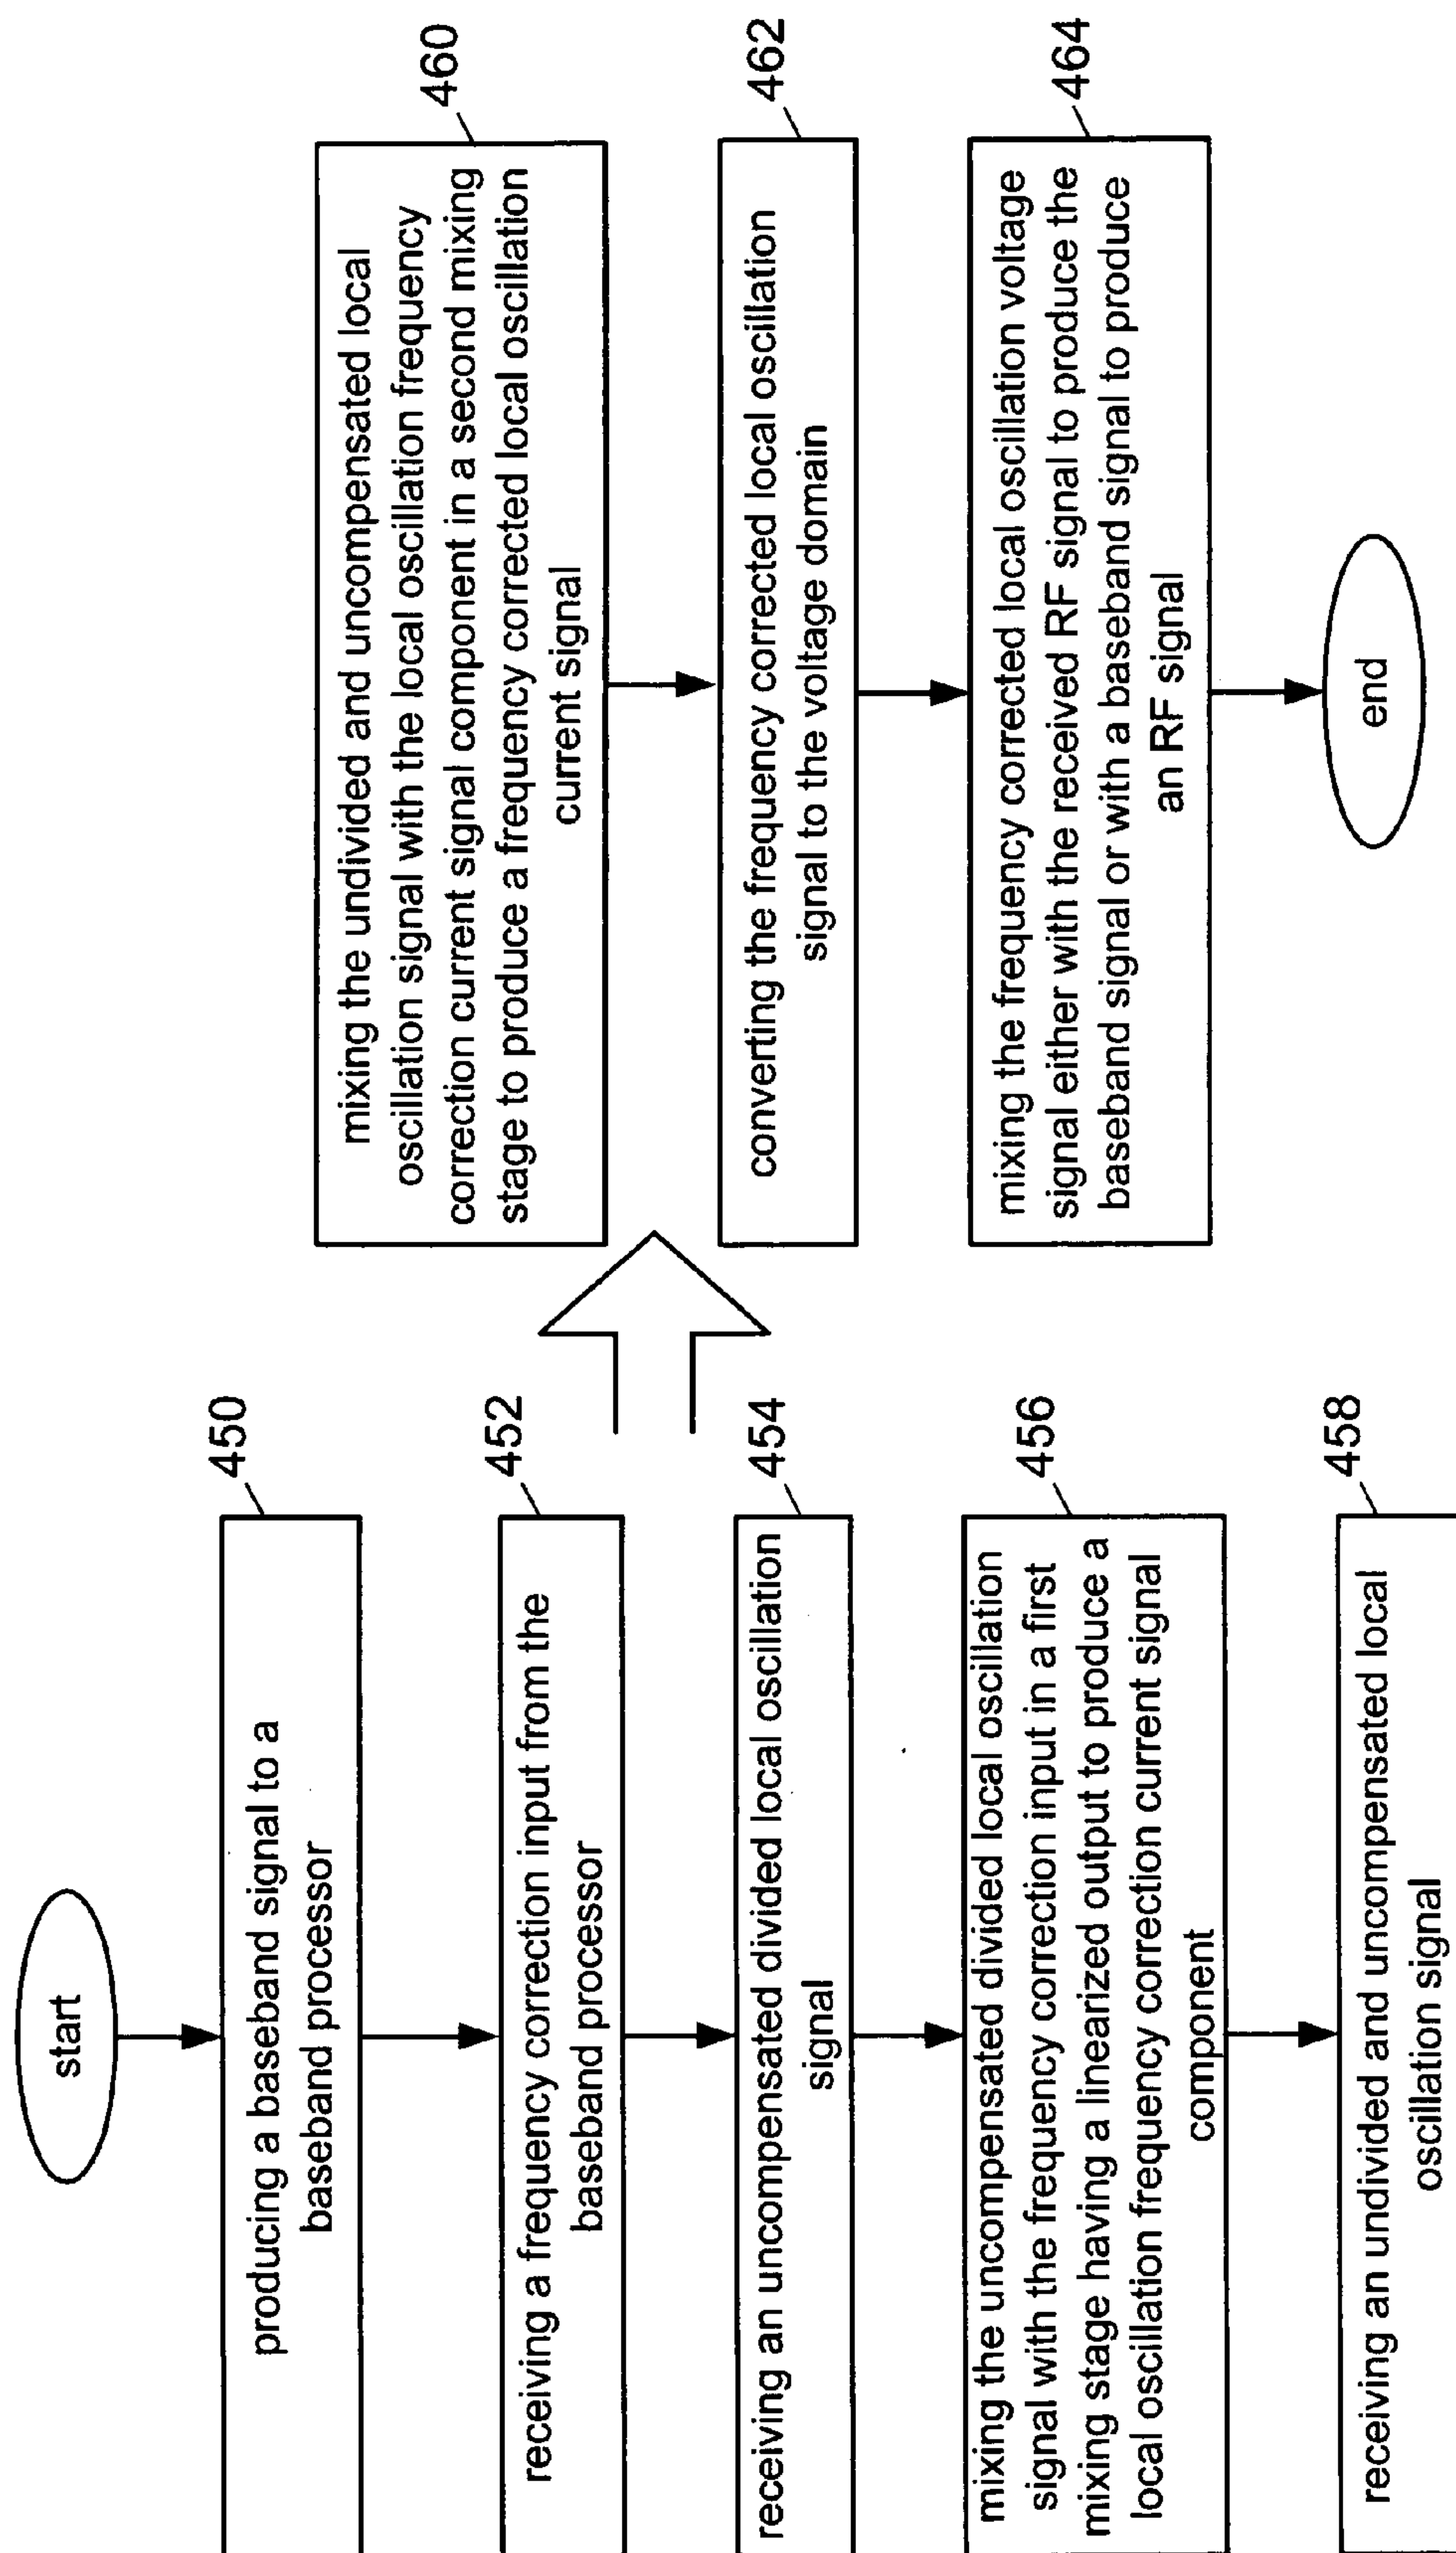 start
450
producing a baseband signal to a
baseband processor
452
receiving a frequency correction input from the
baseband processor
454
receiving an uncompensated divided local oscillation
signal
456
mixing the uncompensated divided local oscillation
signal with the frequency correction input in a first
mixing stage having a linearized output to produce a
local oscillation frequency correction current signal
component
458
receiving an undivided and uncompensated local
oscillation signal
460
mixing the undivided and uncompensated local
oscillation signal with the local oscillation frequency
correction current signal component in a second mixing
stage to produce a frequency corrected local oscillation
current signal
462
converting the frequency corrected local oscillation
signal to the voltage domain
464
mixing the frequency corrected local oscillation voltage
signal either with the received RF signal to produce the
baseband signal or with a baseband signal to produce
an RF signal
end